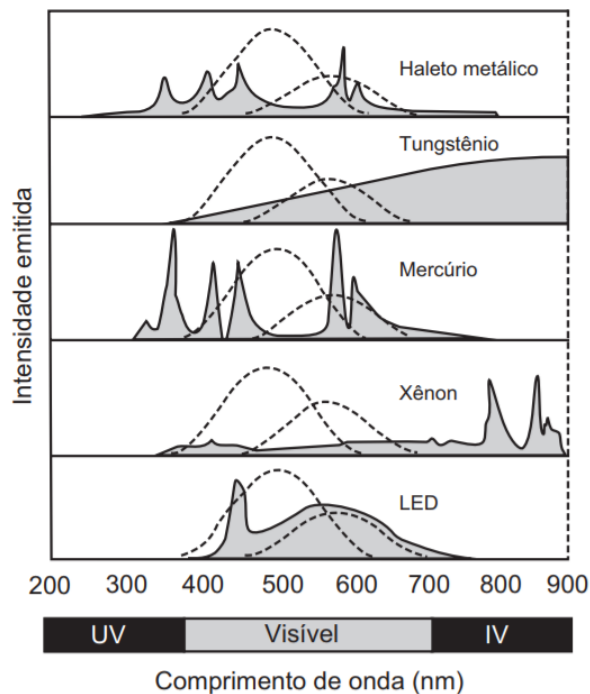 Haleto metálico
Tungstênio
Mercúrio
Xênon
LED
Intensidade emitida
200 300 400 500 600 700 800 900
UV Visível IV
Comprimento de onda (nm)